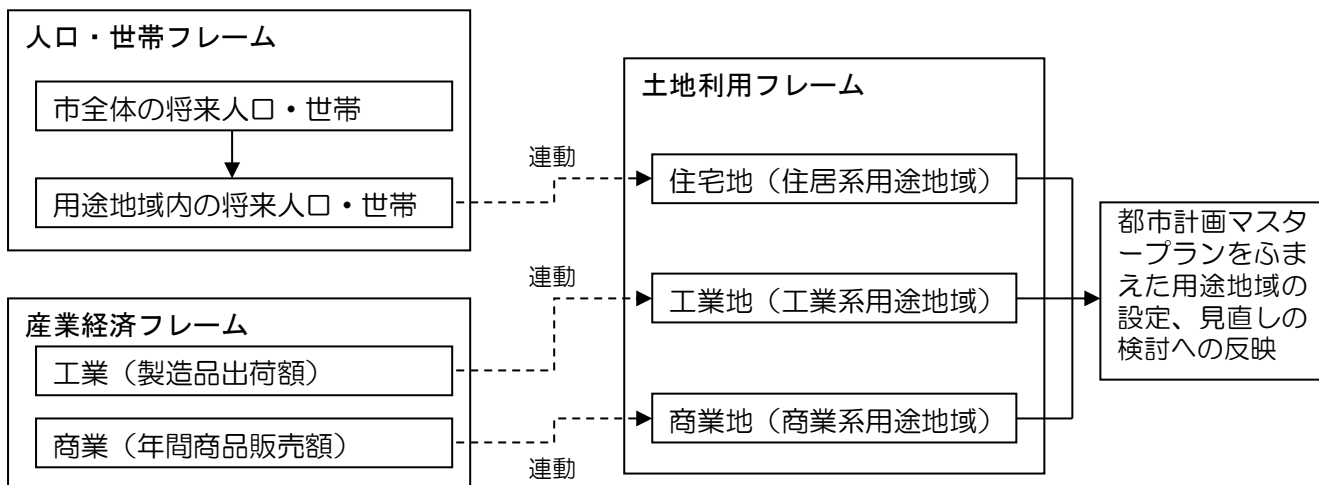 人口・世帯フレーム
市全体の将来人口・世帯
用途地域内の将来人口・世帯
産業経済フレーム
工業（製造品出荷額）
商業（年間商品販売額）
連動
連動
連動
土地利用フレーム
住宅地（住居系用途地域）
工業地（工業系用途地域）
商業地（商業系用途地域）
都市計画マスタ
ープランをふま
えた用途地域の
設定、見直しの
検討への反映